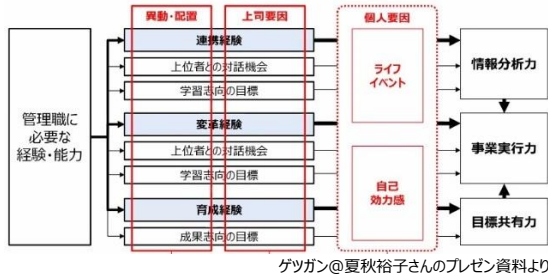 異動・配置
上司要因
個人要因
管理職に
必要な
経験・能力
連携経験
上位者との対話機会
学習志向の目標
変革経験
上位者との対話機会
学習志向の目標
育成経験
成果志向の目標
ライフ
イベント
自己
効力感
情報分析力
事業実行力
目標共有力
ゲツガン@夏秋裕子さんのプレゼン資料より